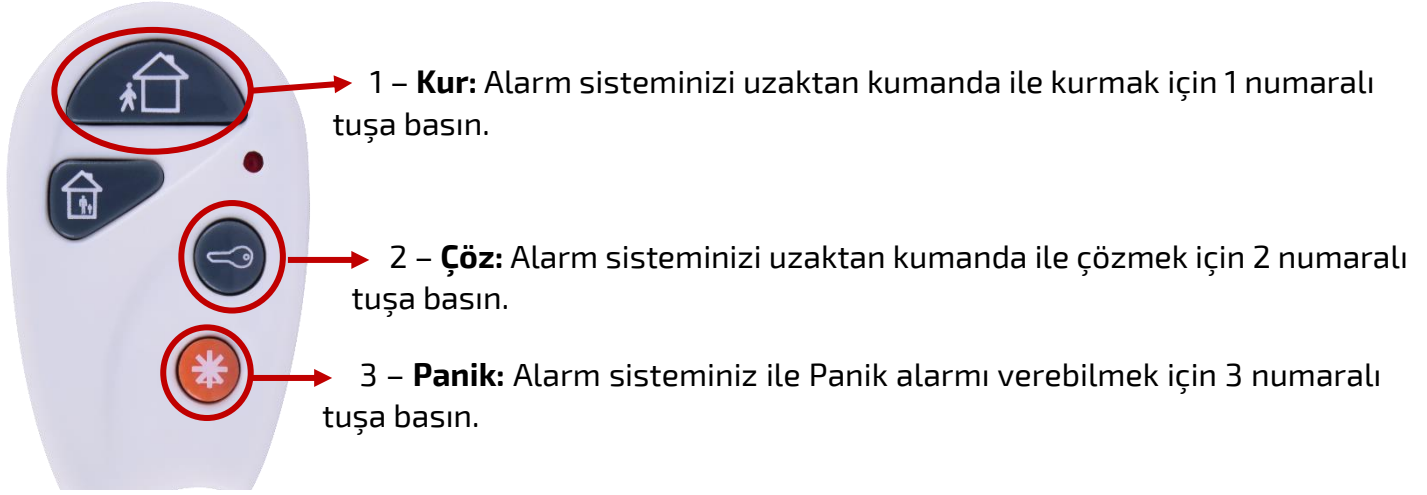 1 – Kur: Alarm sisteminizi uzaktan kumanda ile kurmak için 1 numaralı
tuşa basın.
2 – Çöz: Alarm sisteminizi uzaktan kumanda ile çözmek için 2 numaralı
tuşa basın.
3 – Panik: Alarm sisteminiz ile Panik alarmı verebilmek için 3 numaralı
tuşa basın.